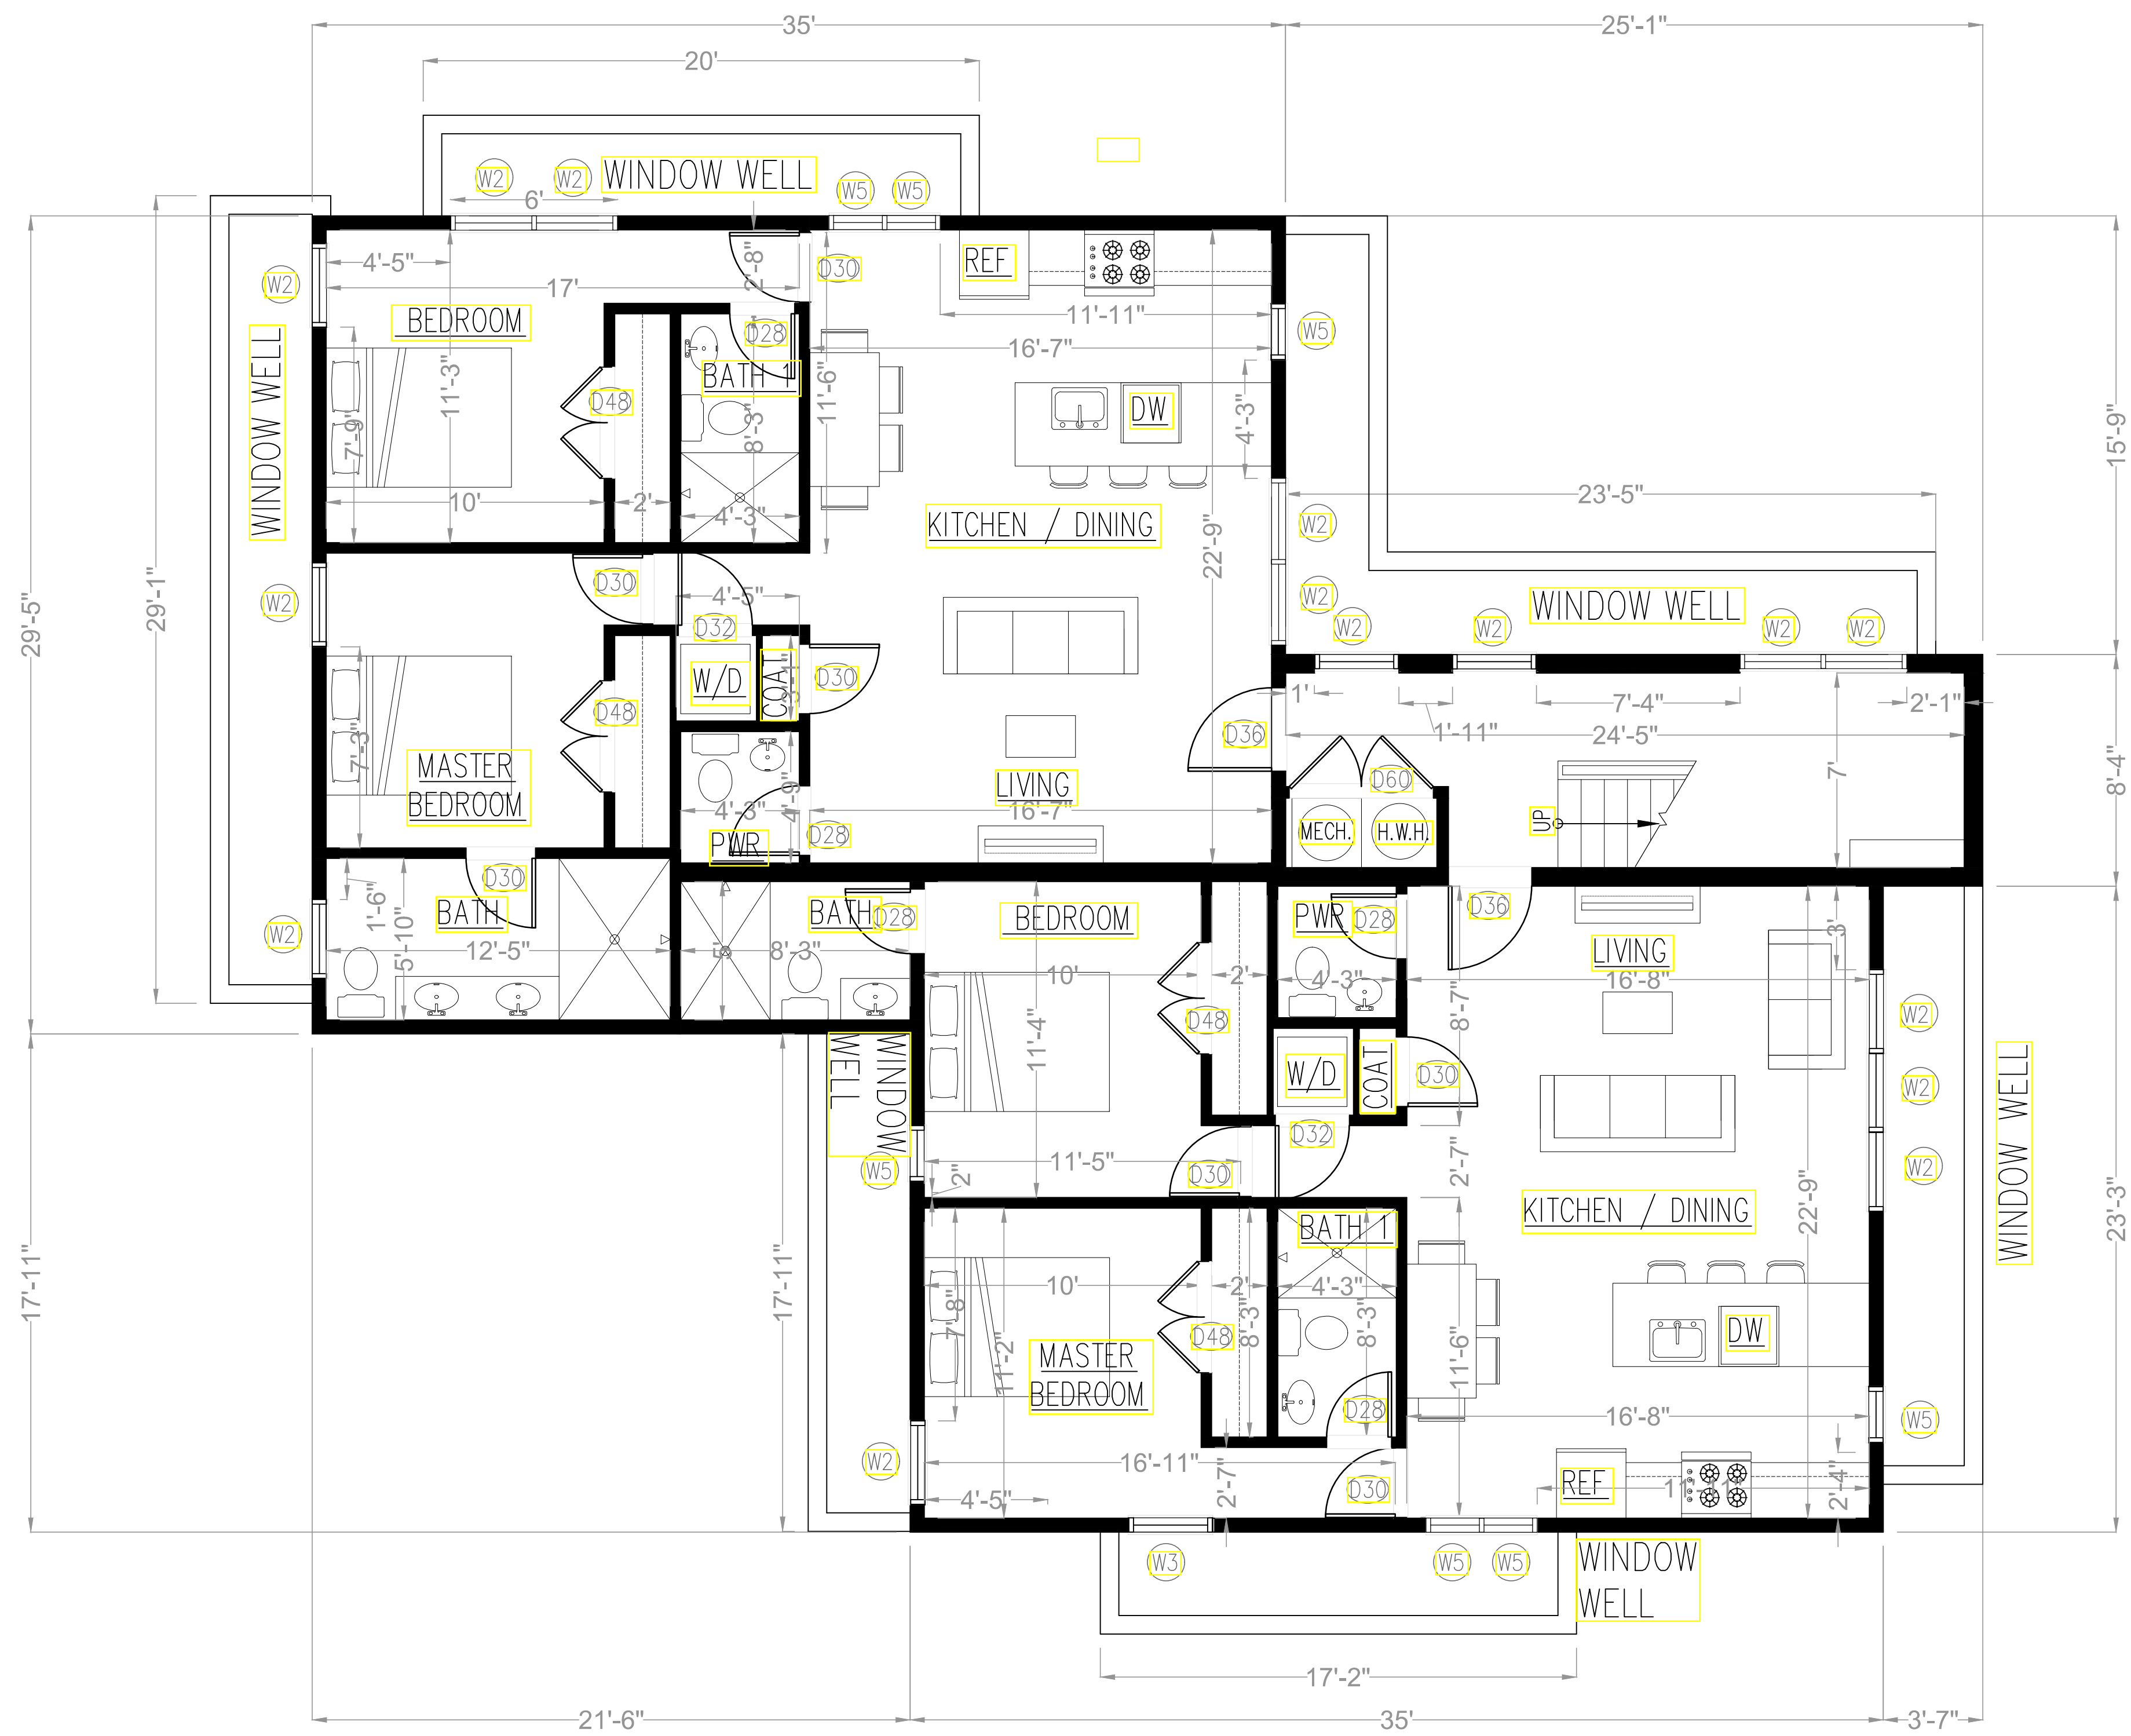 35'
25'-1"
20'
W2
W2
WINDOW WELL
W5
W5
6'
4'-5"
17'
2'-8"
D30
REF
11'-11"
W2
BEDROOM
D28
W5
16'-7"
BATH 1
11'-3"
11'-6"
D48
DW
4'-3"
WINDOW WELL
7'-9"
8'-3"
15'-9"
10'
2'
4'-3"
23'-5"
KITCHEN / DINING
W2
22'-9"
29'-1"
29'-5"
D30
4'-5"
W2
W2
D32
W2
WINDOW WELL
W2
W2
W2
W/D
COAT
3'-1"
D30
1'
7'-4"
2'-1"
D48
D36
1'-11"
24'-5"
7'-3"
MASTER
BEDROOM
4'-9"
LIVING
D60
7'
8'-4"
4'-3"
16'-7"
D28
PWR
MECH.
H.W.H.
UP
D30
1'-6"
BATH
5'-10"
12'-5"
W2
BATH
D28
5'
8'-3"
BEDROOM
PWR
D28
D36
LIVING
3'
10'
2'
4'-3"
16'-8"
8'-7"
W2
D48
11'-4"
WINDOW
WELL
W/D
COAT
D30
W2
D32
W5
11'-5"
D30
2"
2'-7"
W2
WINDOW WELL
KITCHEN / DINING
22'-9"
23'-3"
17'-11"
17'-11"
BATH 1
10'
2'
4'-3"
7'-8"
11'-2"
D48
8'-3"
8'-3"
11'-6"
DW
MASTER
BEDROOM
D28
16'-8"
W5
W2
16'-11"
4'-5"
2'-7"
D30
REF
11'-11"
2'-4"
W3
W5
W5
WINDOW
WELL
17'-2"
21'-6"
35'
3'-7"